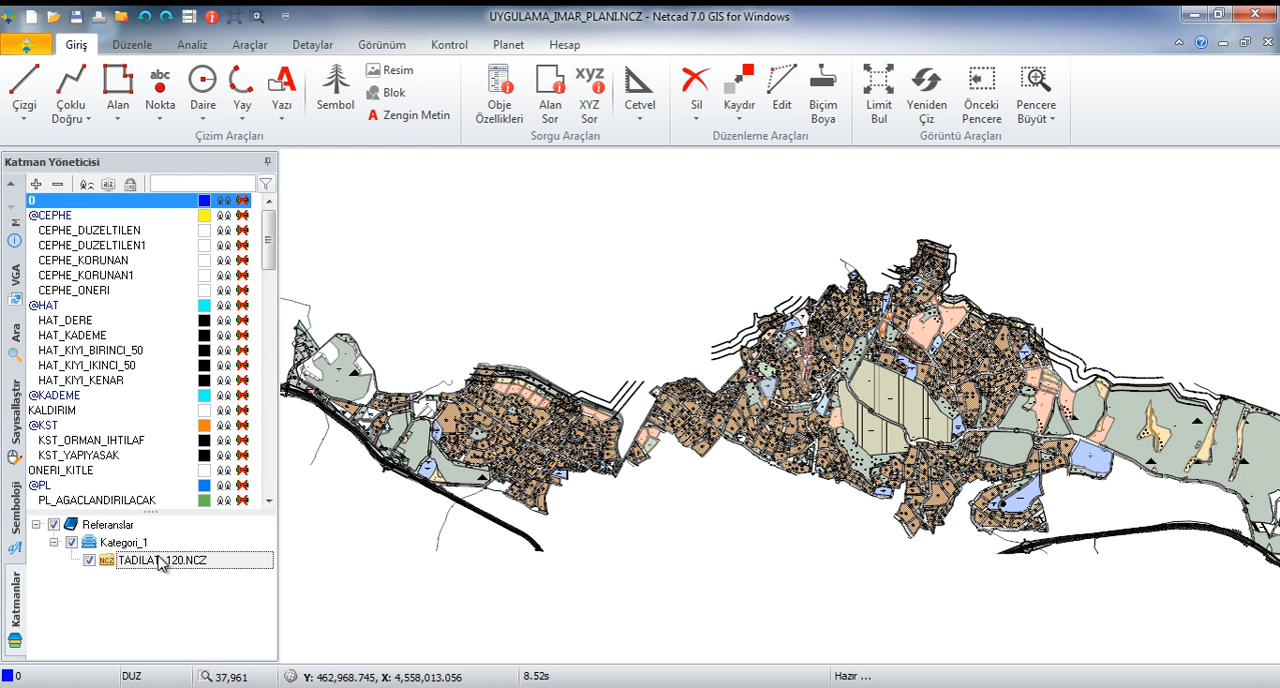 UYGULAMA_IMAR_PLANI.NCZ - Netcad 7.0 GIS for Windows
Giriş Düzenle Analiz Araçlar Detaylar Görünüm Kontrol Planet Hesap
Çizgi
Çoklu Doğru
Alan
abc
Nokta
Daire
Yay
Yazı
Sembol
Resim
Blok
Zengin Metin
Çizim Araçları
Obje Özellikleri
Alan Sor
xyz
XYZ Sor
Cetvel
Sorgu Araçları
Sil
Kaydır
Edit
Biçim Boya
Düzenleme Araçları
Limit Bul
Yeniden Çiz
Önceki Pencere
Pencere Büyüt
Görüntü Araçları
Katman Yöneticisi
M
VGA
Ara
Sayısallaştır
Semboloji
Katmanlar
0
@CEPHE
CEPHE_DUZELTILEN
CEPHE_DUZELTILEN1
CEPHE_KORUNAN
CEPHE_KORUNAN1
CEPHE_ONERI
@HAT
HAT_DERE
HAT_KADEME
HAT_KIYI_BIRINCI_50
HAT_KIYI_IKINCI_50
HAT_KIYI_KENAR
@KADEME
KALDIRIM
@KST
KST_ORMAN_IHTILAF
KST_YAPIYASAK
ONERI_KITLE
@PL
PL_AGACLANDIRILACAK
Referanslar
Kategori_1
NCZ TADILAT_120.NCZ
0 DUZ 37,961 Y: 462,968.745, X: 4,558,013.056 8.52s Hazır ...